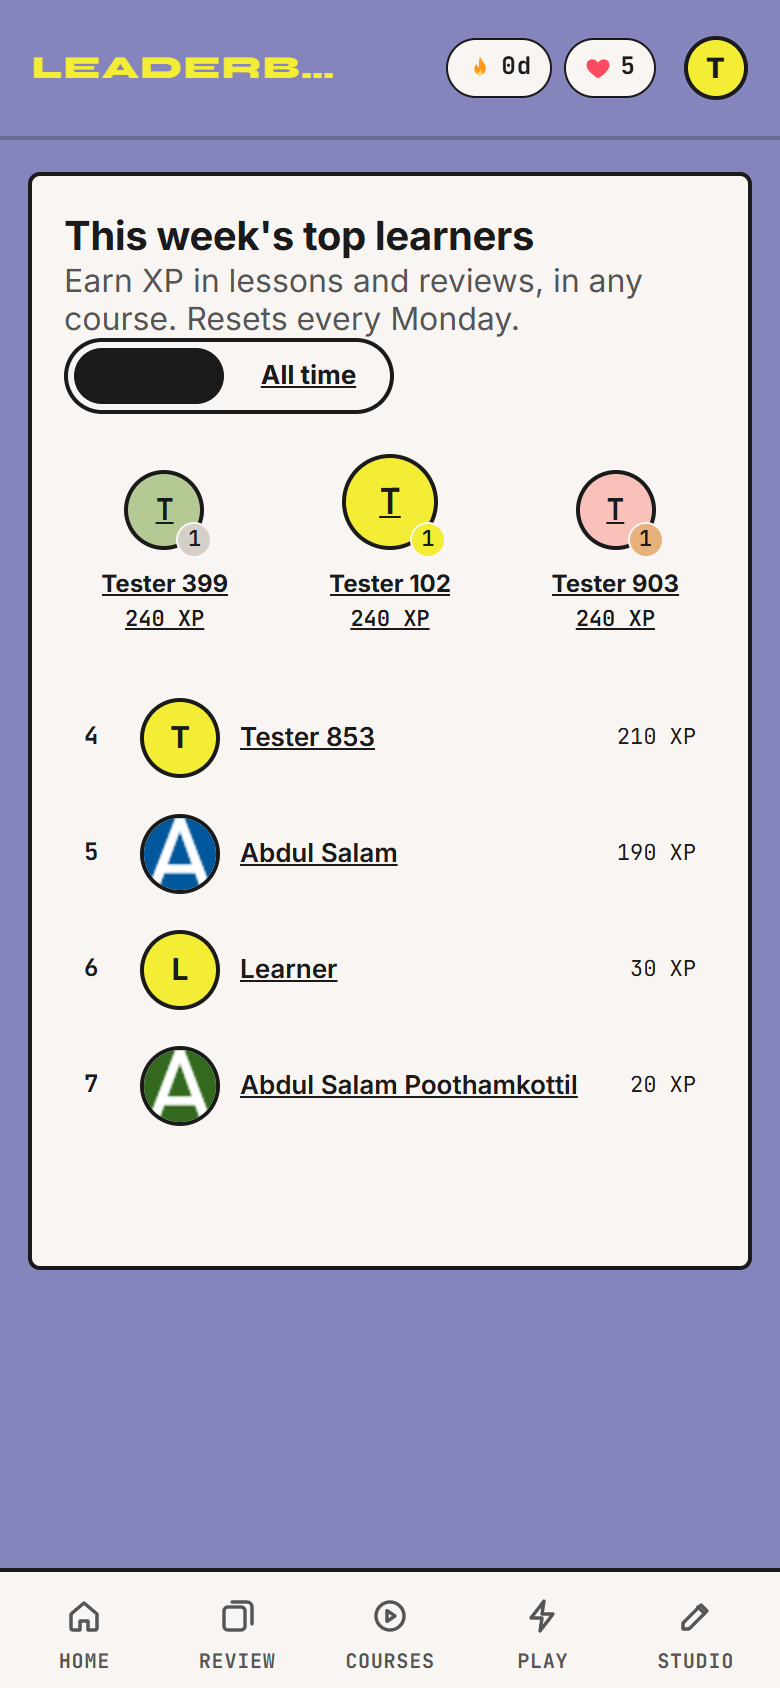 LEADERB...
0d
5
T
This week's top learners
Earn XP in lessons and reviews, in any
course. Resets every Monday.
All time
T
1
Tester 399
240 XP
T
1
Tester 102
240 XP
T
1
Tester 903
240 XP
4 T Tester 853 210 XP
5 A Abdul Salam 190 XP
6 L Learner 30 XP
7 A Abdul Salam Poothamkottil 20 XP
HOME REVIEW COURSES PLAY STUDIO